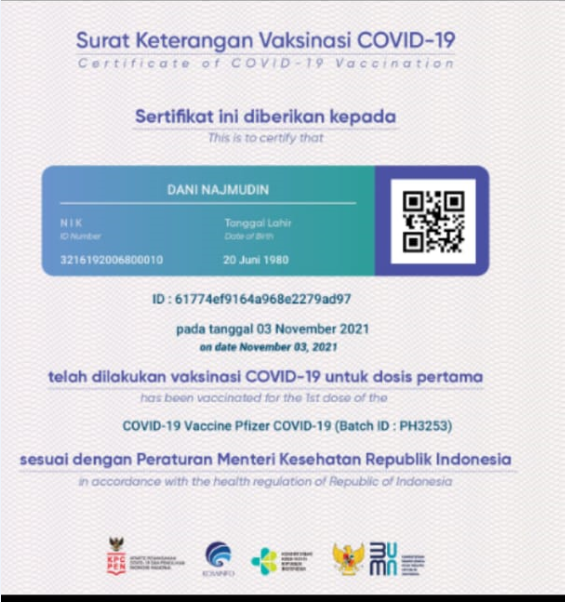 Surat Keterangan Vaksinasi COVID-19
Certificate of COVID-19 Vaccination
Sertifikat ini diberikan kepada
This is to certify that
DANI NAJMUDIN
NIK
Tanggal Lahir
ID Number
Date of Birth
3216192006800010
20 Juni 1980
ID : 61774ef9164a968e2279ad97
pada tanggal 03 November 2021
on date November 03, 2021
telah dilakukan vaksinasi COVID-19 untuk dosis pertama
has been vaccinated for the 1st dose of the
COVID-19 Vaccine Pfizer COVID-19 (Batch ID : PH3253)
sesuai dengan Peraturan Menteri Kesehatan Republik Indonesia
in accordance with the health regulation of Republic of Indonesia
KPC
PEN
KOMINFO
BUMN